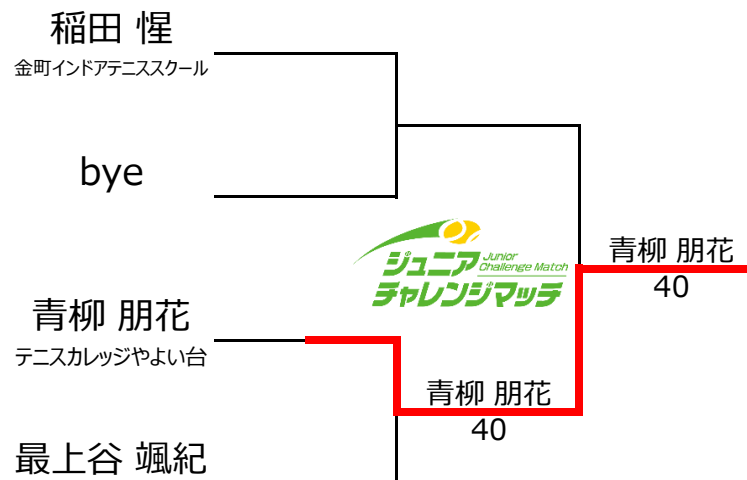 稲田 惺
金町インドアテニススクール
bye
ジュニア Junior Challenge Match
チャレンジマッチ
青柳 朋花
40
青柳 朋花
テニスカレッジやよい台
青柳 朋花
40
最上谷 颯紀